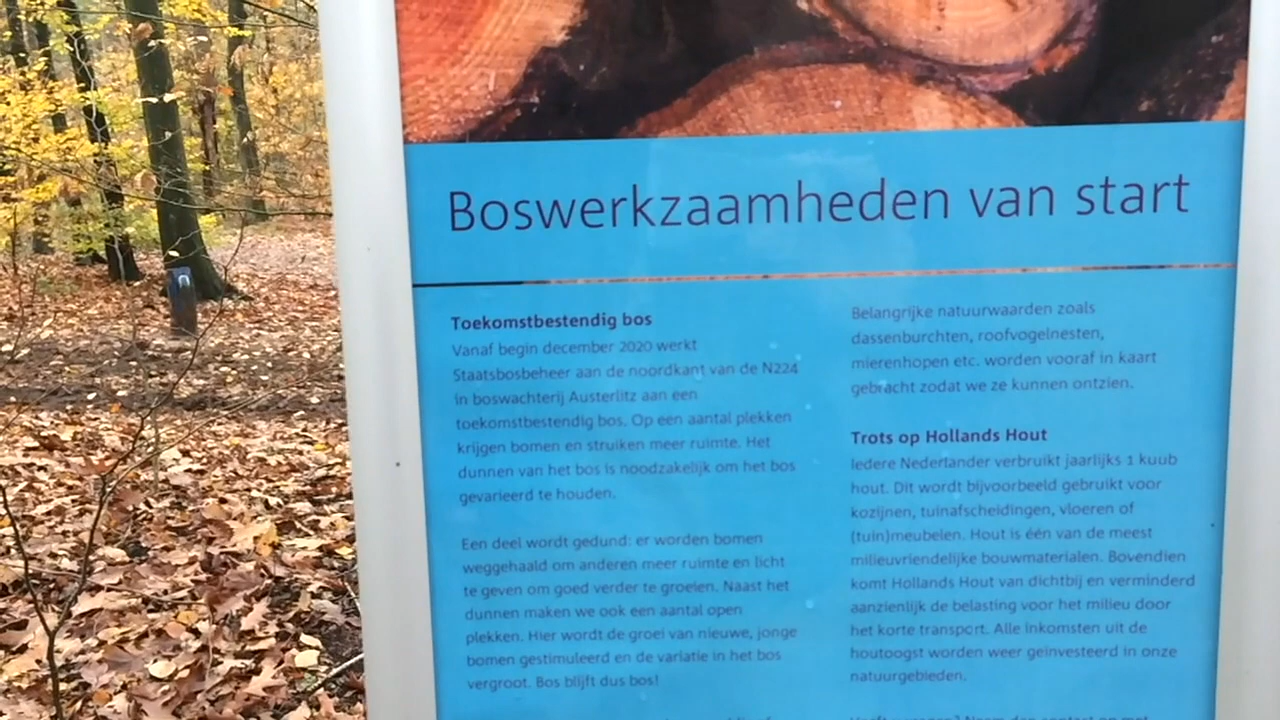 Boswerkzaamheden van start
Toekomstbestendig bos
Vanaf begin december 2020 werkt
Staatsbosbeheer aan de noordkant van de N224
in boswachterij Austerlitz aan een
toekomstbestendig bos. Op een aantal plekken
krijgen bomen en struiken meer ruimte. Het
dunnen van het bos is noodzakelijk om het bos
gevarieerd te houden.
Een deel wordt gedund: er worden bomen
weggehaald om anderen meer ruimte en licht
te geven om goed verder te groeien. Naast het
dunnen maken we ook een aantal open
plekken. Hier wordt de groei van nieuwe, jonge
bomen gestimuleerd en de variatie in het bos
vergroot. Bos blijft dus bos!
Belangrijke natuurwaarden zoals
dassenburchten, roofvogelnesten,
mierenhopen etc. worden vooraf in kaart
gebracht zodat we ze kunnen ontzien.
Trots op Hollands Hout
Iedere Nederlander verbruikt jaarlijks 1 kuub
hout. Dit wordt bijvoorbeeld gebruikt voor
kozijnen, tuinafscheidingen, vloeren of
(tuin)meubelen. Hout is één van de meest
milieuvriendelijke bouwmaterialen. Bovendien
komt Hollands Hout van dichtbij en verminderd
aanzienlijk de belasting voor het milieu door
het korte transport. Alle inkomsten uit de
houtoogst worden weer geïnvesteerd in onze
natuurgebieden.